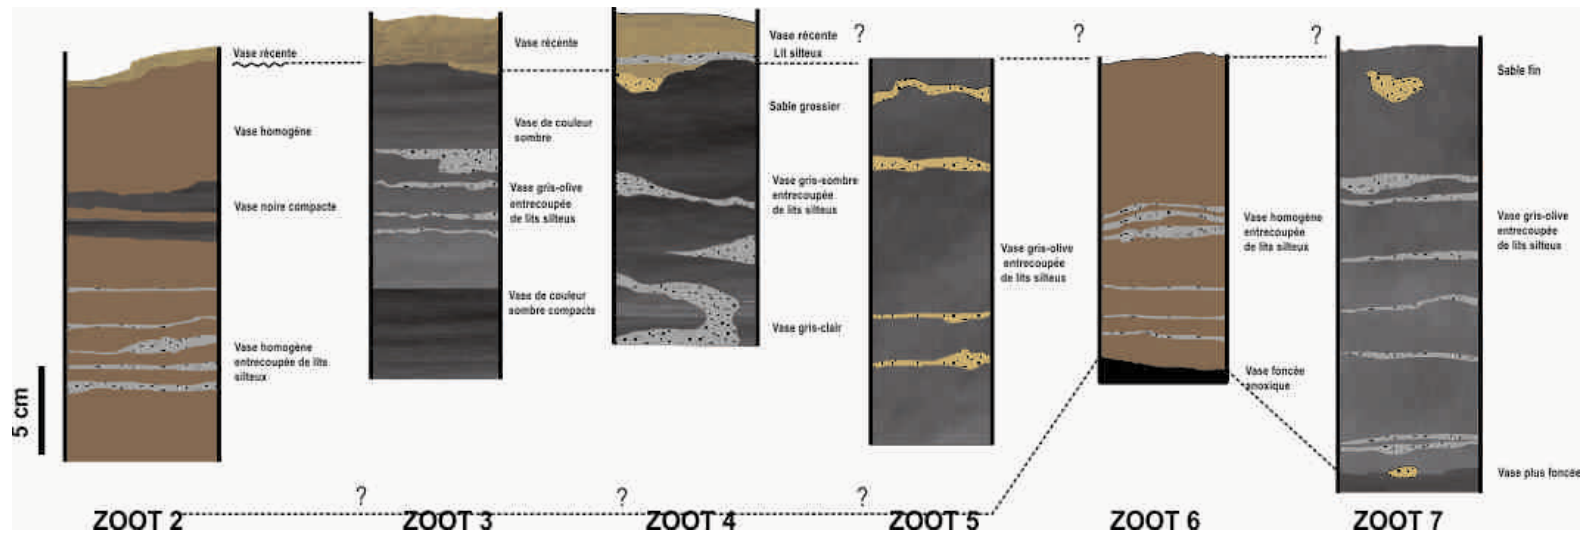 ?
?
?
Vase récente
Vase homogène
Vase noire compacte
Vase homogène
entrecoupée de lits
silteux
Vase récente
Vase de couleur
sombre
Vase gris-olive
entrecoupée
de lits silteus
Vase de couleur
sombre compacte
Vase récente
Lit silteux
Sable grossier
Vase gris-sombre
entrecoupée
de lits silteus
Vase gris-clair
Vase gris-olive
entrecoupée
de lits silteus
Vase homogène
entrecoupée
de lits silteux
Vase foncée
anoxique
Sable fin
Vase gris-olive
entrecoupée
de lits silteus
Vase plus foncée
5 cm
?
?
?
ZOOT 2
ZOOT 3
ZOOT 4
ZOOT 5
ZOOT 6
ZOOT 7